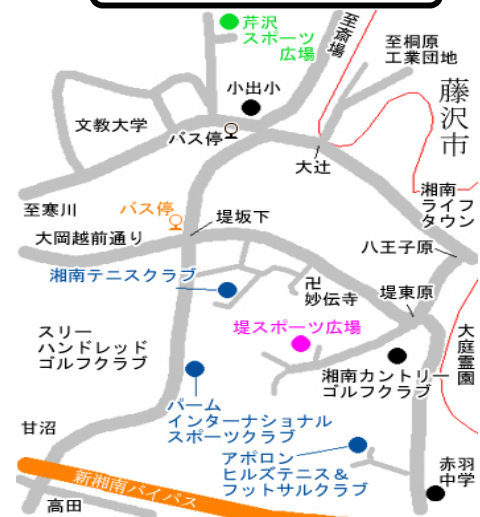 芹沢
スポーツ
広場
至斎場
至桐原
工業団地
小出小
藤沢市
文教大学
バス停
大辻
湘南
ライフ
タウン
至寒川
バス停
堤坂下
大岡越前通り
八王子原
湘南テニスクラブ
卍
妙伝寺
堤東原
堤スポーツ広場
大庭霊園
スリー
ハンドレッド
ゴルフクラブ
湘南カントリー
ゴルフクラブ
パーム
インターナショナル
スポーツクラブ
甘沼
アポロン
ヒルズテニス&
フットサルクラブ
赤羽
中学
新湘南バイパス
高田